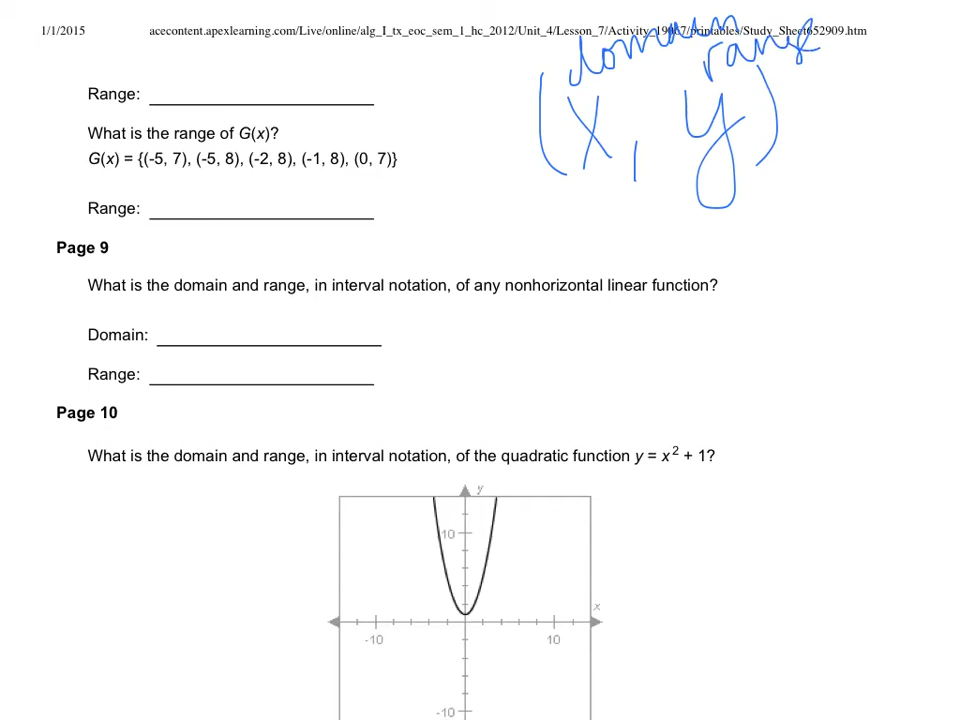 1/1/2015 acecontent.apexlearning.com/Live/online/alg_I_tx_eoc_sem_1_hc_2012/Unit_4/Lesson_7/Activity_19067/printables/Study_Sheet652909.htm
domain range
(x, y)
Range:
What is the range of G(x)?
G(x) = {(-5, 7), (-5, 8), (-2, 8), (-1, 8), (0, 7)}
Range:
Page 9
What is the domain and range, in interval notation, of any nonhorizontal linear function?
Domain:
Range:
Page 10
What is the domain and range, in interval notation, of the quadratic function y = x² + 1?
y
10
x
-10 10
-10